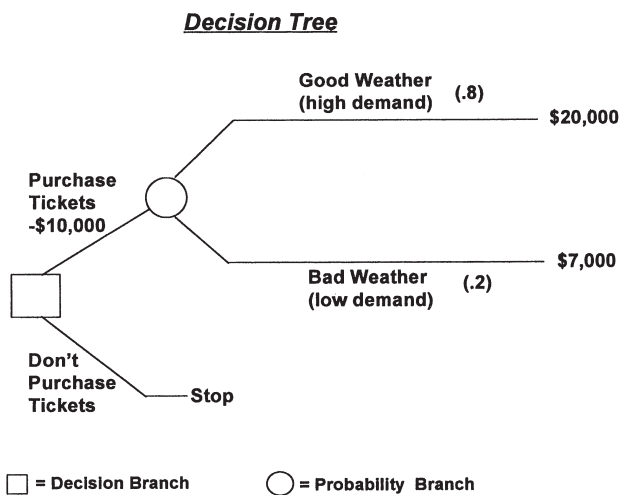 Decision Tree
Good Weather
(high demand)
(.8)
$20,000
Purchase
Tickets
-$10,000
$7,000
Bad Weather
(low demand)
(.2)
Don't
Purchase
Tickets
Stop
= Decision Branch
= Probability Branch